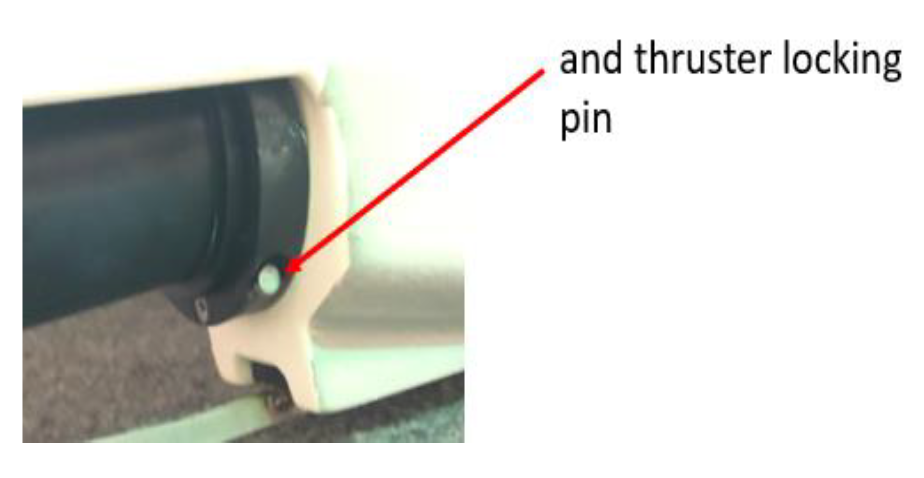 and thruster locking
pin